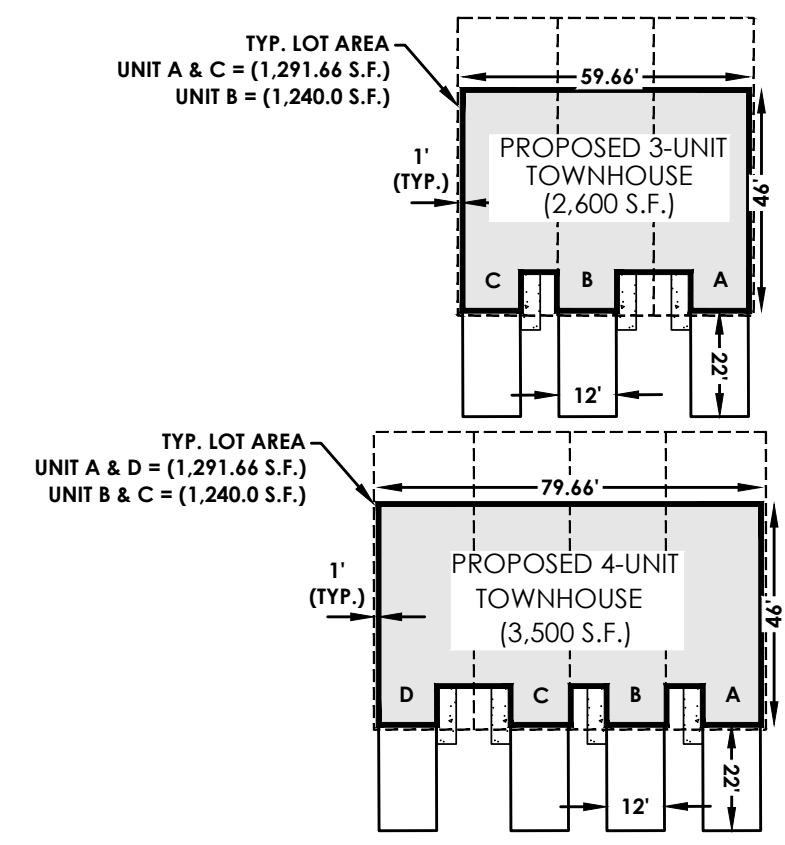 TYP. LOT AREA
UNIT A & C = (1,291.66 S.F.)
UNIT B = (1,240.0 S.F.)
59.66'
1'
(TYP.)
PROPOSED 3-UNIT
TOWNHOUSE
(2,600 S.F.)
46'
C
B
A
22'
12'
TYP. LOT AREA
UNIT A & D = (1,291.66 S.F.)
UNIT B & C = (1,240.0 S.F.)
79.66'
1'
(TYP.)
PROPOSED 4-UNIT
TOWNHOUSE
(3,500 S.F.)
46'
D
C
B
A
22'
12'